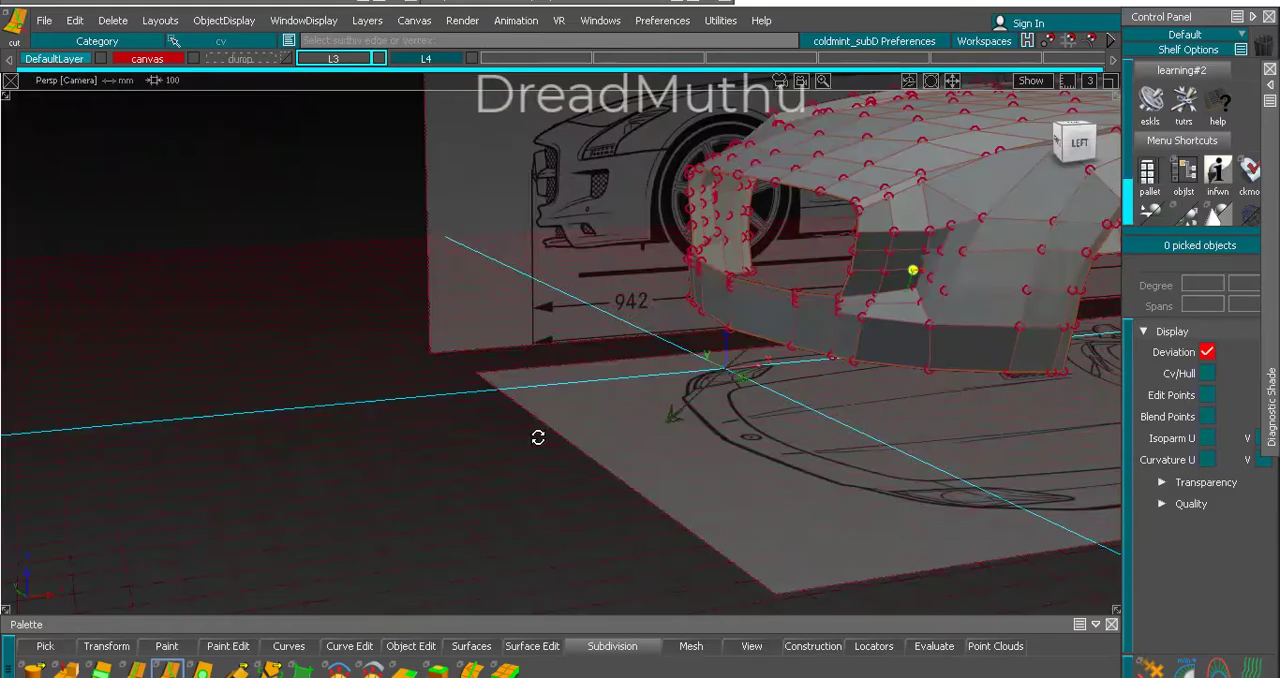 File Edit Delete Layouts ObjectDisplay WindowDisplay Layers Canvas Render Animation VR Windows Preferences Utilities Help
Sign In
Control Panel
Default
cut
Category
cv
Select subdiv edge or vertex.
coldmint_subD Preferences
Workspaces
Shelf Options
DefaultLayer
canvas
L3
L4
learning#2
Persp [Camera]
mm
100
Show
3
DreadMuthu
LEFT
eskls tutrs help
Menu Shortcuts
pallet objlst infwn ckmo
0 picked objects
Degree
Spans
942
Display
Deviation
Cv/Hull
Edit Points
Blend Points
Isoparm U V
Curvature U V
Transparency
Quality
Diagnostic Shade
Palette
Pick Transform Paint Paint Edit Curves Curve Edit Object Edit Surfaces Surface Edit Subdivision Mesh View Construction Locators Evaluate Point Clouds